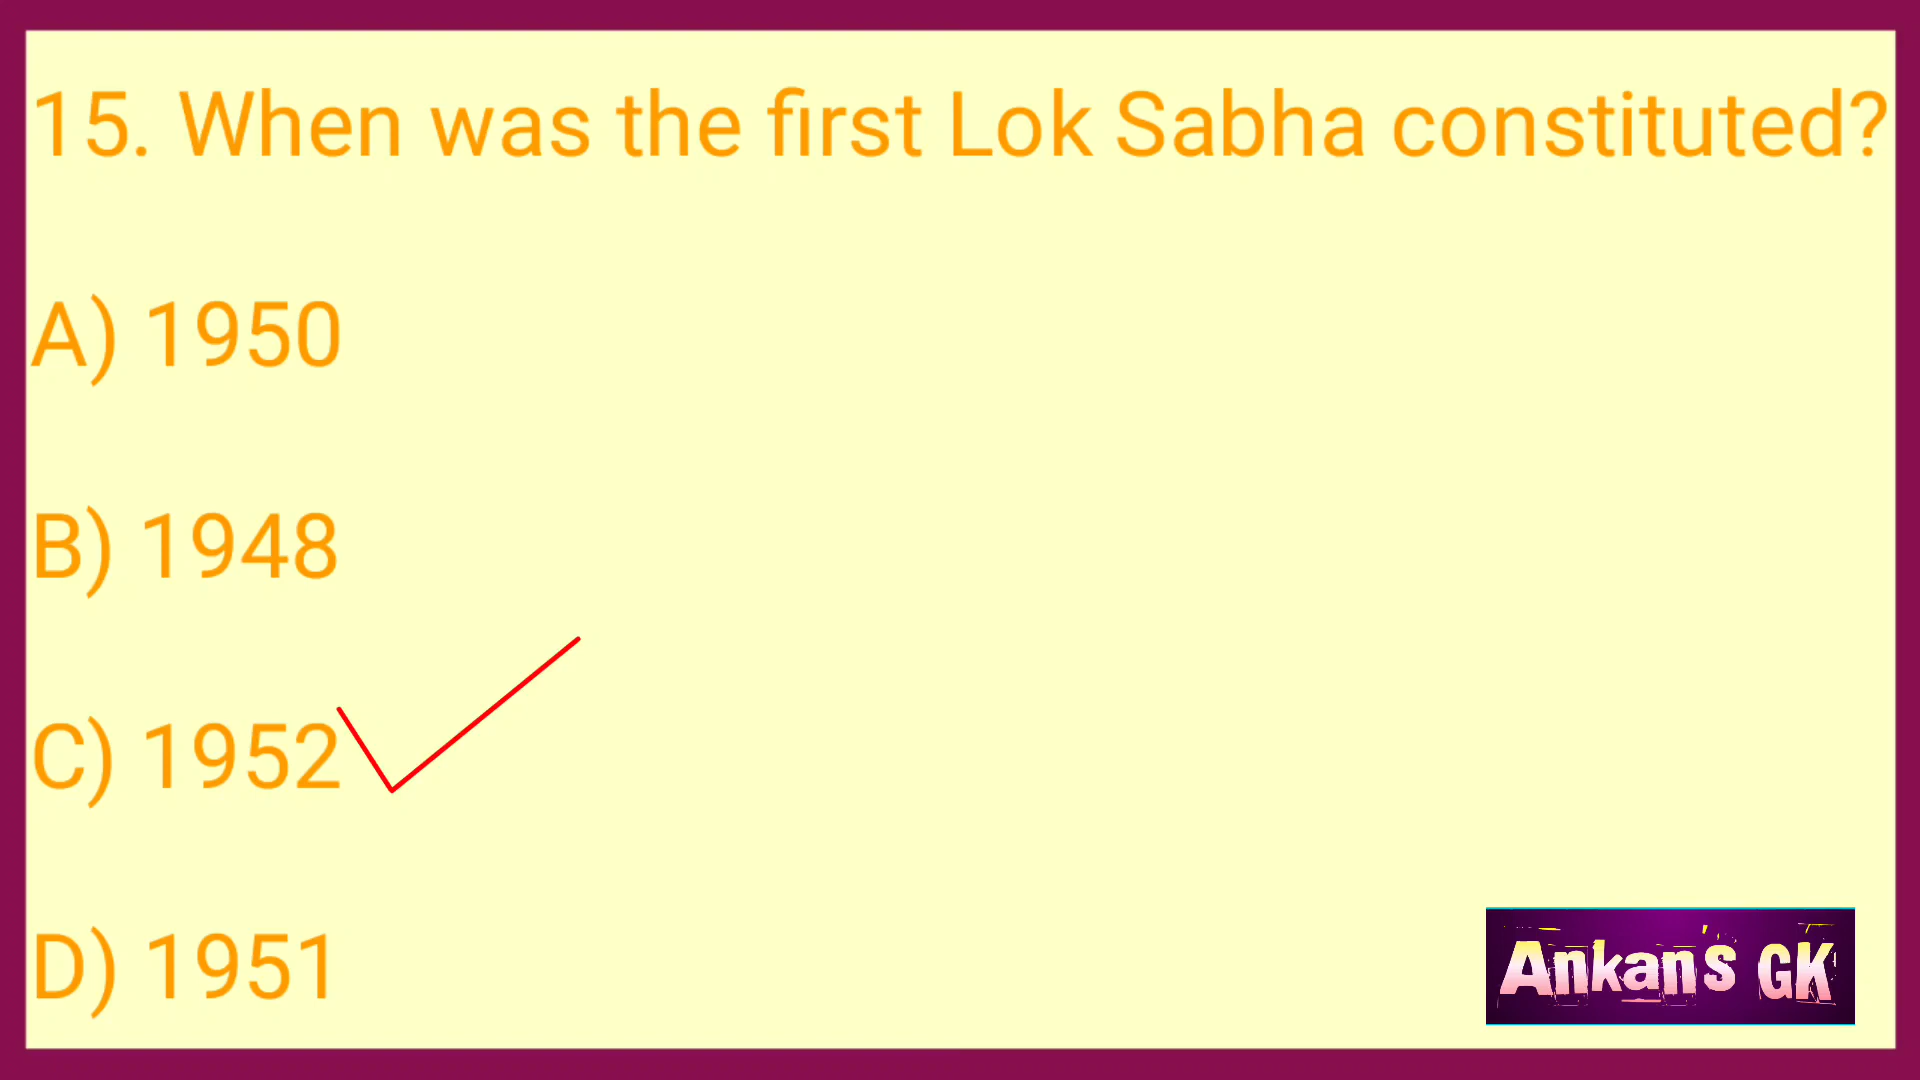 15. When was the first Lok Sabha constituted?
A) 1950
B) 1948
C) 1952
D) 1951
Ankan's GK